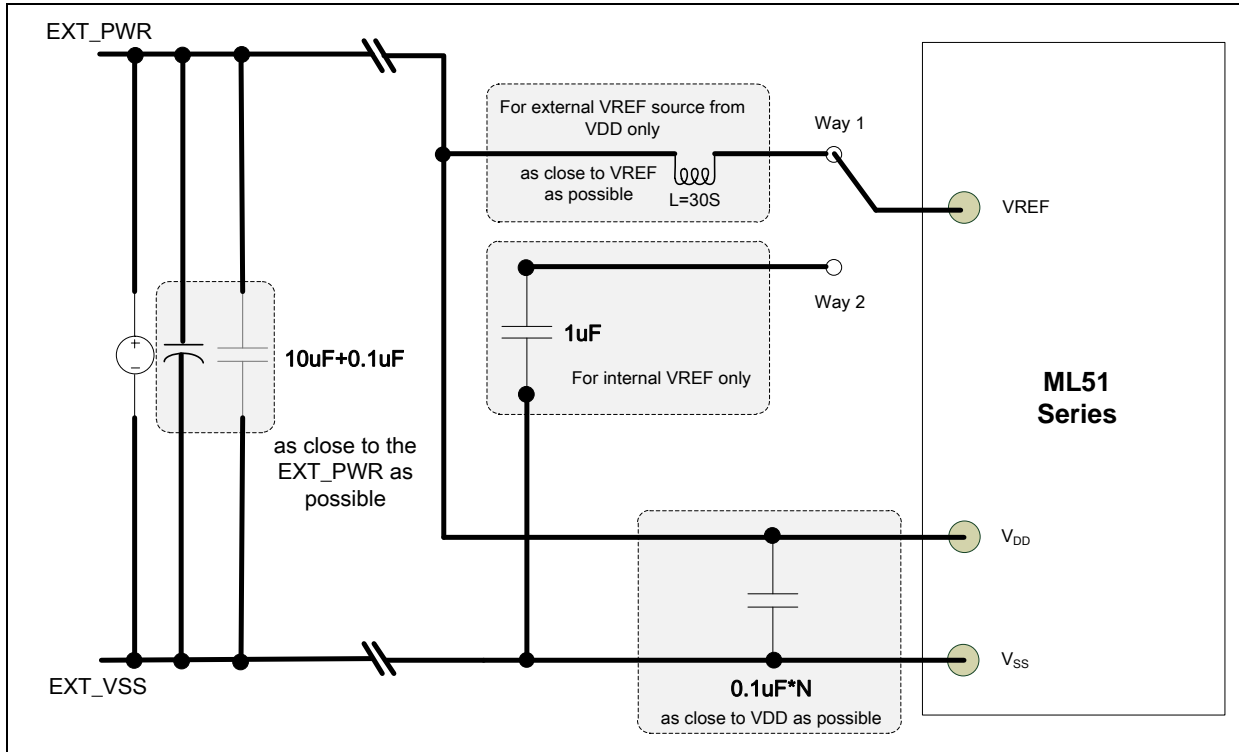 EXT_PWR
For external VREF source from
VDD only
as close to VREF
as possible
L=30S
Way 1
VREF
Way 2
+
−
10uF+0.1uF
1uF
For internal VREF only
as close to the
EXT_PWR as
possible
ML51
Series
VDD
VSS
EXT_VSS
0.1uF*N
as close to VDD as possible